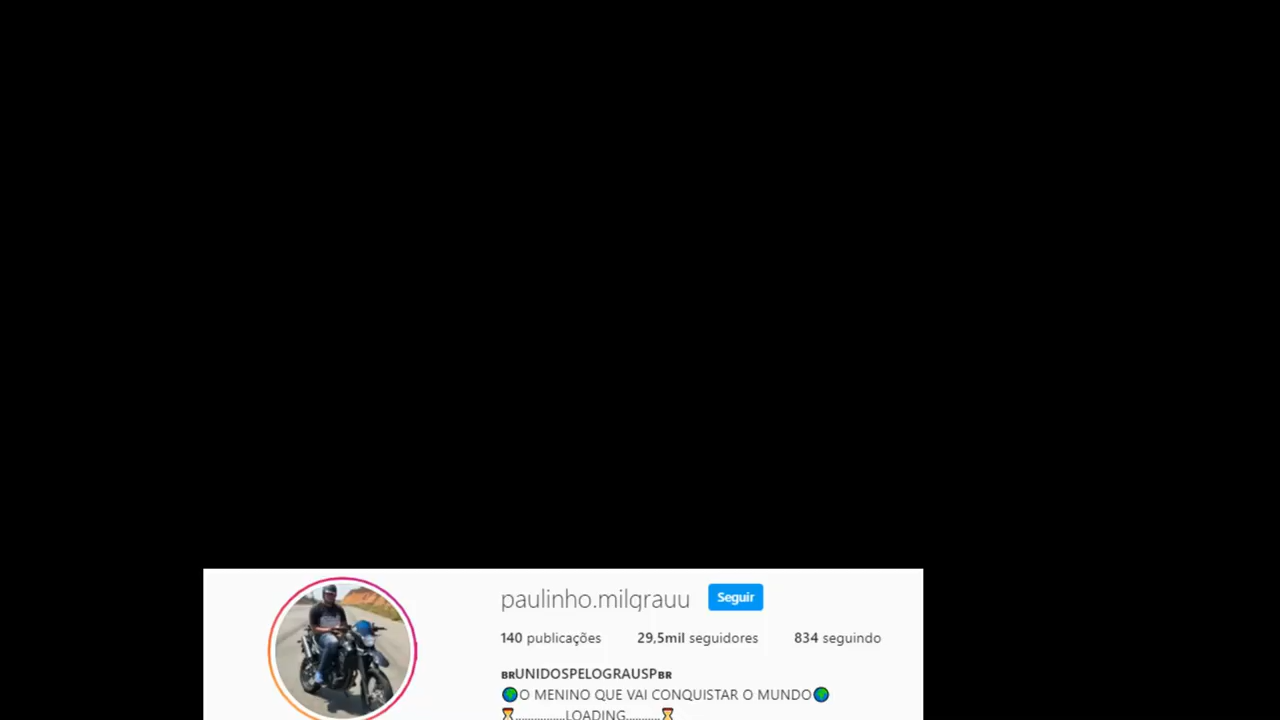 paulinho.milgrauu Seguir
140 publicações 29,5mil seguidores 834 seguindo
BRUNIDOSPELOGRAUSPBR
🌍O MENINO QUE VAI CONQUISTAR O MUNDO🌍
⏳...............LOADING..........⏳